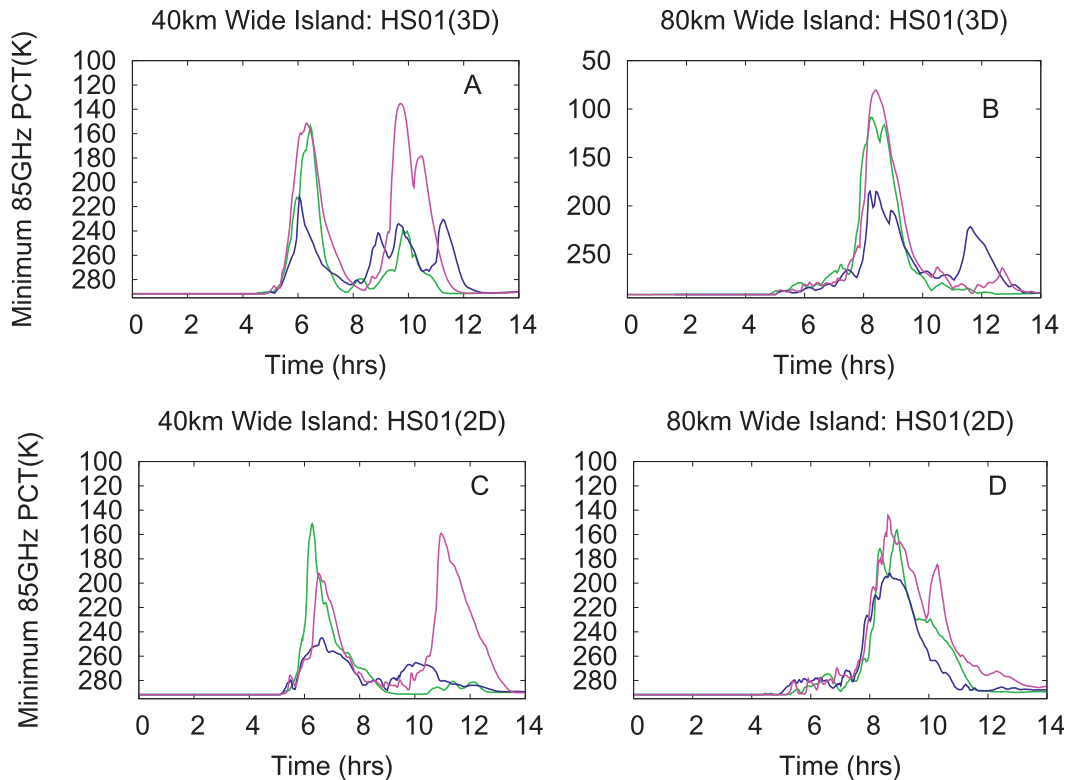 40km Wide Island: HS01(3D)
80km Wide Island: HS01(3D)
Minimum 85GHz PCT(K)
100
120
140
160
180
200
220
240
260
280
A
0 2 4 6 8 10 12 14
Time (hrs)
50
100
150
200
250
B
0 2 4 6 8 10 12 14
Time (hrs)
40km Wide Island: HS01(2D)
80km Wide Island: HS01(2D)
Minimum 85GHz PCT(K)
100
120
140
160
180
200
220
240
260
280
C
0 2 4 6 8 10 12 14
Time (hrs)
100
120
140
160
180
200
220
240
260
280
D
0 2 4 6 8 10 12 14
Time (hrs)